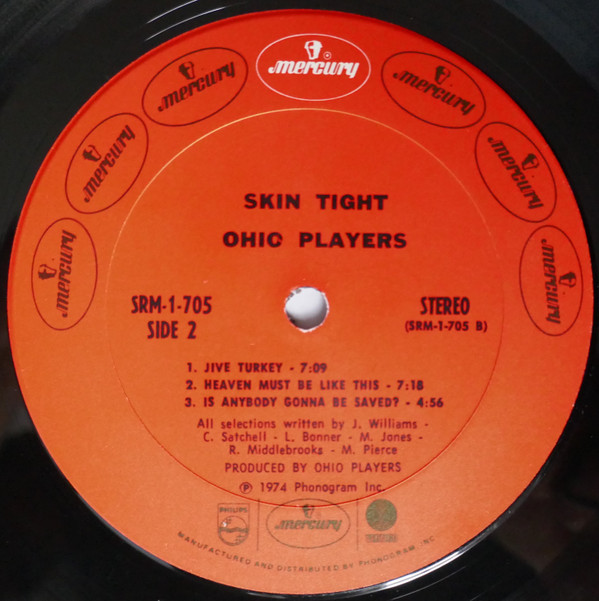 mercury
mercury
mercury
mercury
mercury
mercury
mercury
SKIN TIGHT
OHIO PLAYERS
SRM-1-705
SIDE 2
STEREO
(SRM-1-705 B)
1. JIVE TURKEY - 7:09
2. HEAVEN MUST BE LIKE THIS - 7:18
3. IS ANYBODY GONNA BE SAVED? - 4:56
All selections written by J. Williams -
C. Satchell - L. Bonner - M. Jones -
R. Middlebrooks - M. Pierce
PRODUCED BY OHIO PLAYERS
℗ 1974 Phonogram Inc.
PHILIPS
mercury
MANUFACTURED AND DISTRIBUTED BY PHONOGRAM, INC.